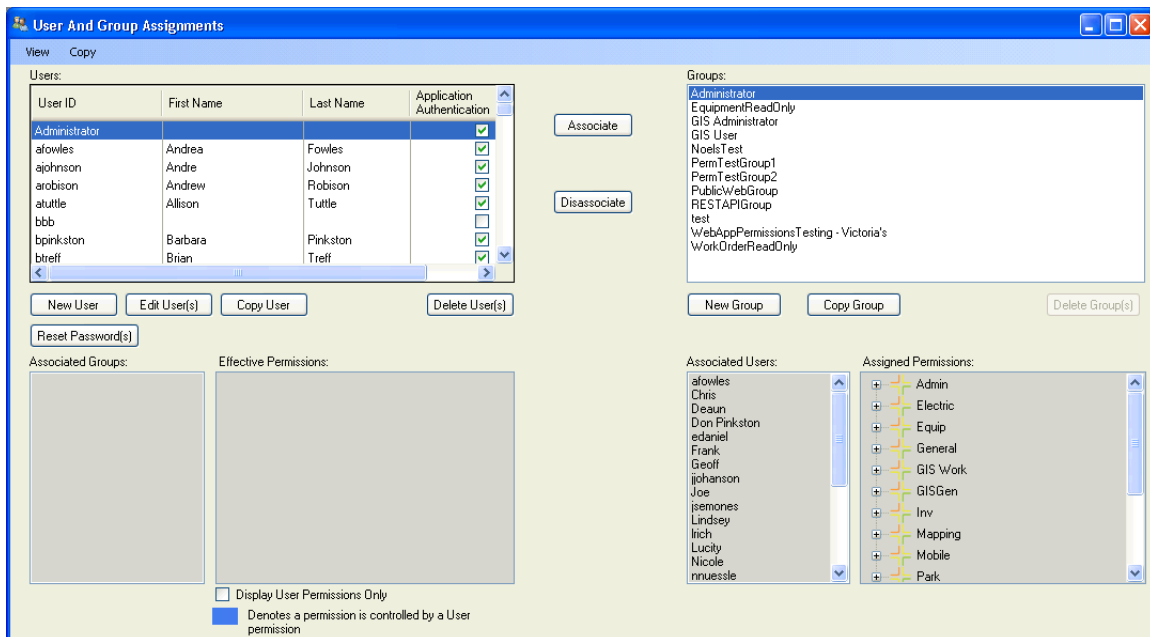 User And Group Assignments
View Copy
Users:
User ID First Name Last Name Application Authentication
Administrator
afowles Andrea Fowles
ajohnson Andre Johnson
arobison Andrew Robison
atuttle Allison Tuttle
bbb
bpinkston Barbara Pinkston
btreff Brian Treff
New User Edit User(s) Copy User Delete User(s)
Reset Password(s)
Associate
Disassociate
Groups:
Administrator
EquipmentReadOnly
GIS Administrator
GIS User
NoelsTest
PermTestGroup1
PermTestGroup2
PublicWebGroup
RESTAPIGroup
test
WebAppPermissionsTesting - Victoria's
WorkOrderReadOnly
New Group Copy Group Delete Group(s)
Associated Groups:
Effective Permissions:
Display User Permissions Only
Denotes a permission is controlled by a User
permission
Associated Users:
afowles
Chris
Deaun
Don Pinkston
edaniel
Frank
Geoff
jjohanson
Joe
jsemones
Lindsey
lrich
Lucity
Nicole
nnuessle
Assigned Permissions:
Admin
Electric
Equip
General
GIS Work
GISGen
Inv
Mapping
Mobile
Park